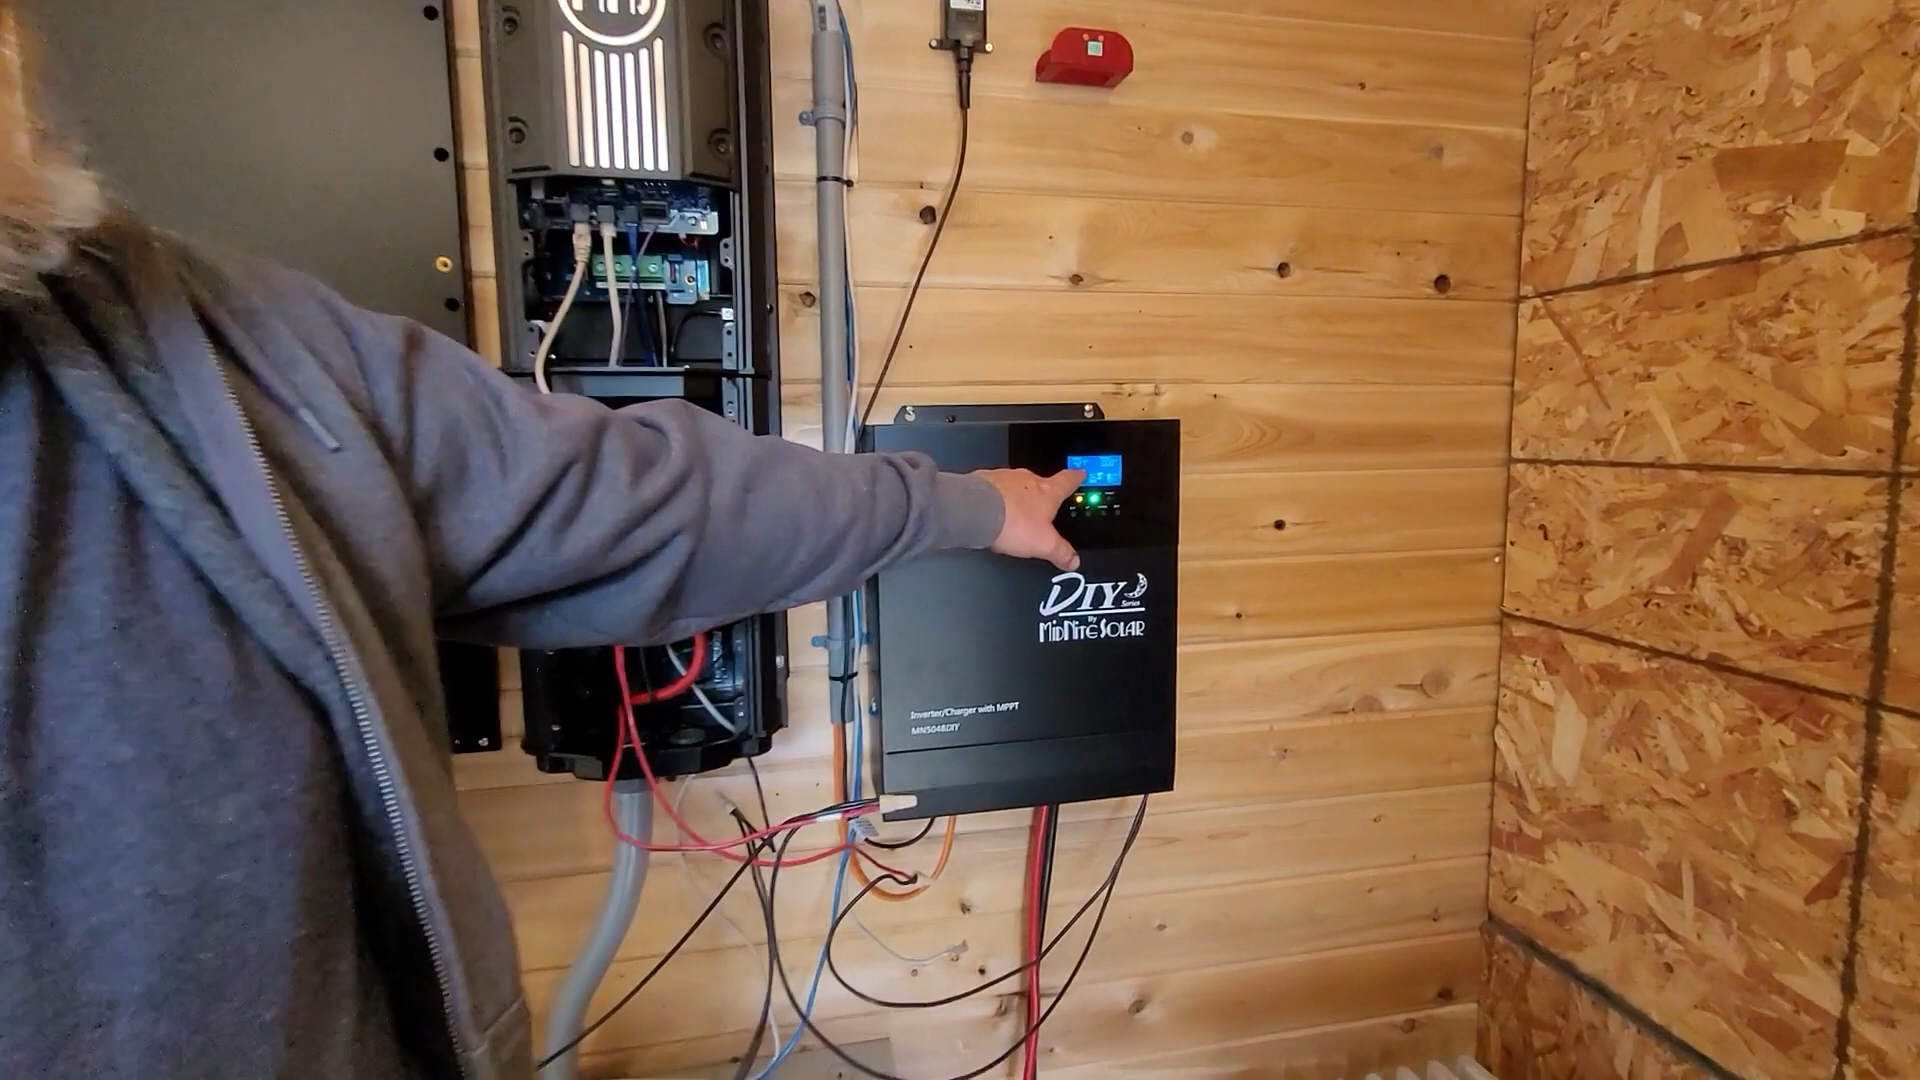 DIY
Series
By
MidNite Solar
Inverter/Charger with MPPT
MN5048DIY